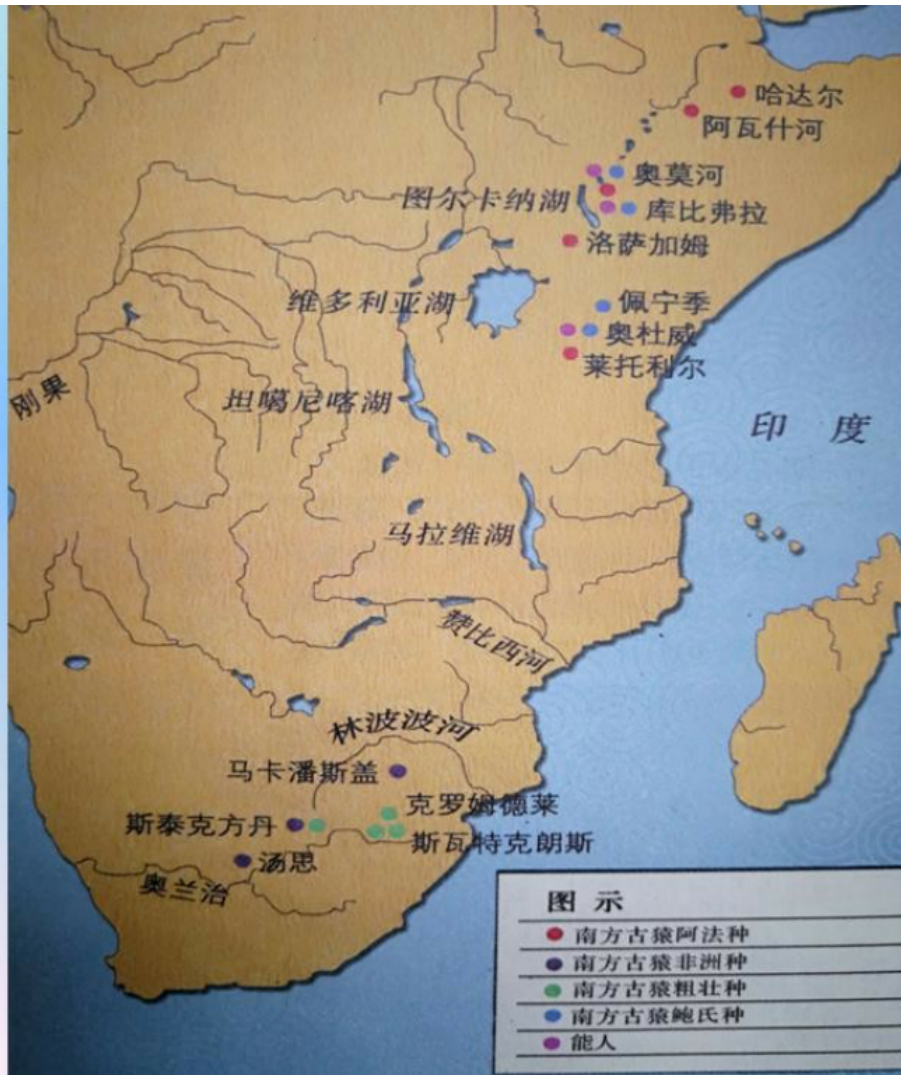 哈达尔
阿瓦什河
奥莫河
图尔卡纳湖
库比弗拉
洛萨加姆
维多利亚湖
佩宁季
奥杜威
莱托利尔
刚果
坦噶尼喀湖
印 度
马拉维湖
赞比西河
林波波河
马卡潘斯盖
克罗姆德莱
斯泰克方丹
斯瓦特克朗斯
汤思
奥兰治
图 示
南方古猿阿法种
南方古猿非洲种
南方古猿粗壮种
南方古猿鲍氏种
能人